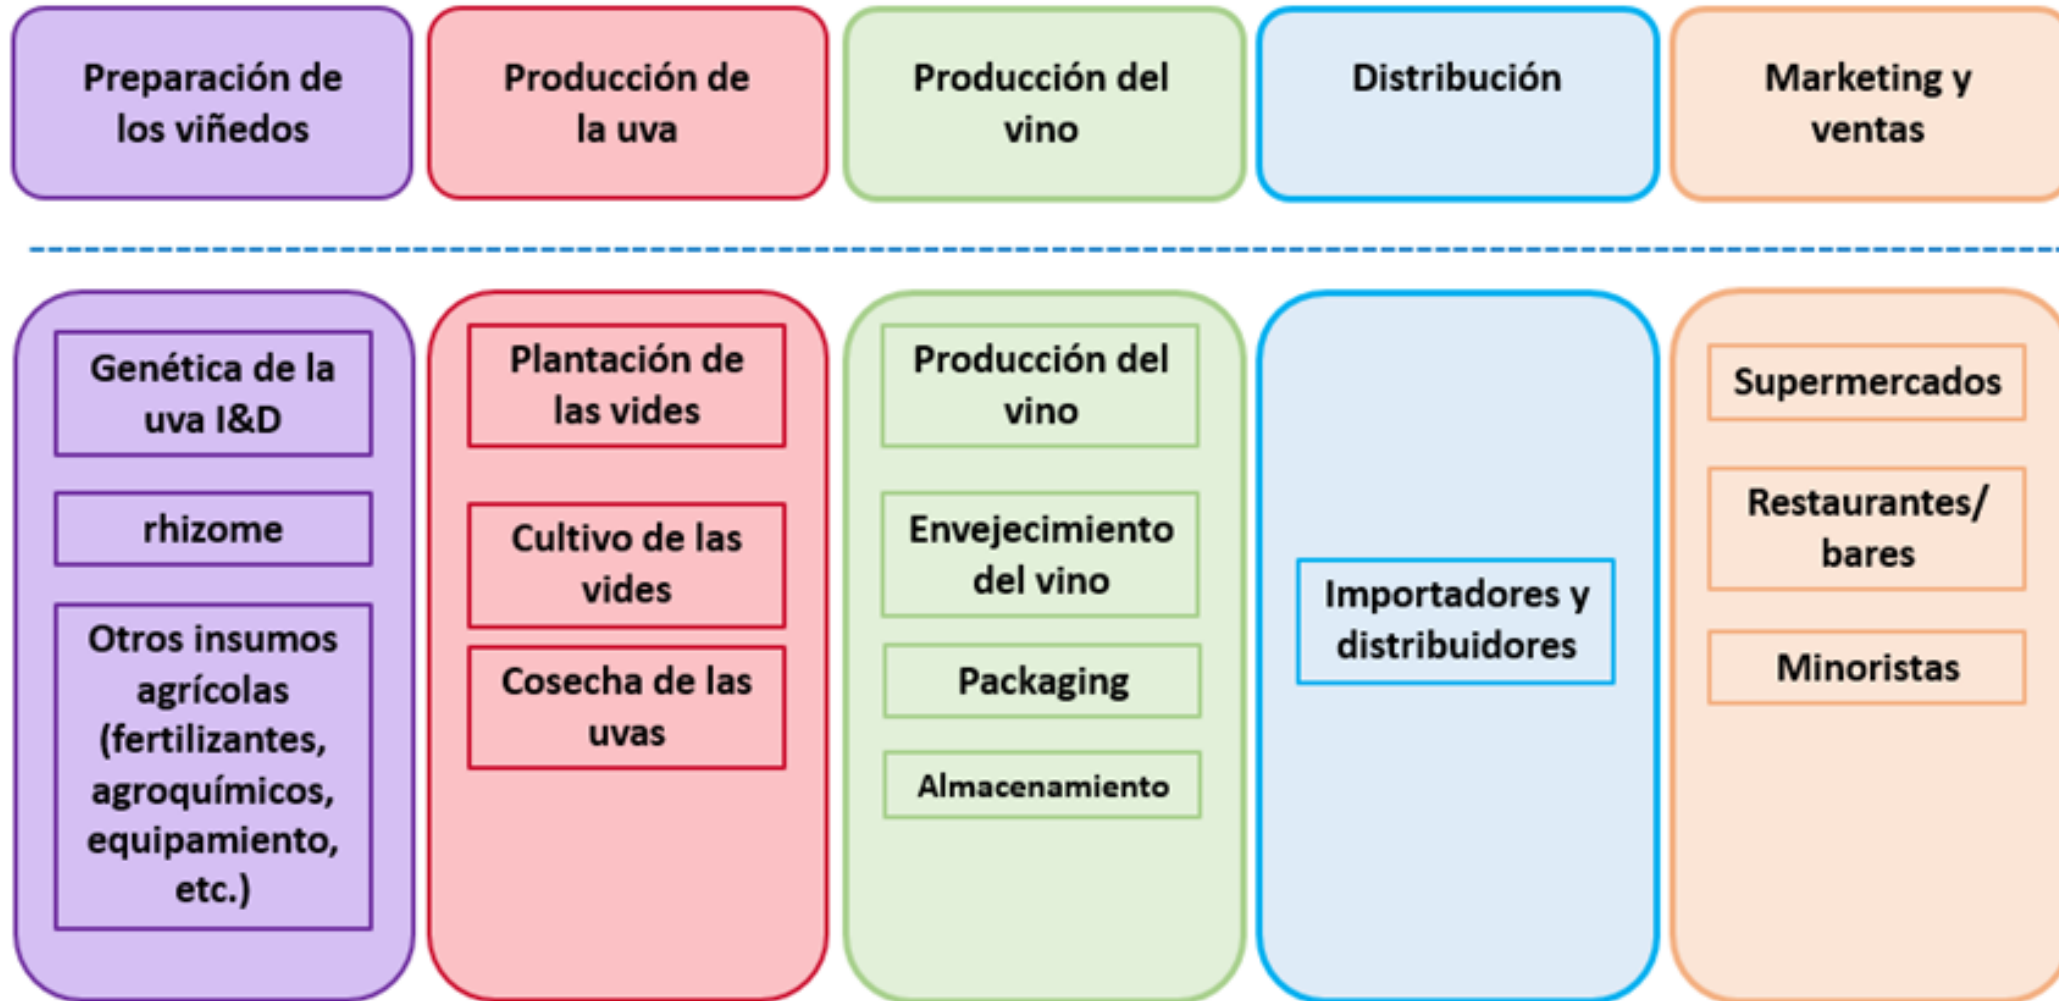 Preparación de
los viñedos
Producción de
la uva
Producción del
vino
Distribución
Marketing y
ventas
Genética de la
uva I&D
rhizome
Otros insumos
agrícolas
(fertilizantes,
agroquímicos,
equipamiento,
etc.)
Plantación de
las vides
Cultivo de las
vides
Cosecha de las
uvas
Producción del
vino
Envejecimiento
del vino
Packaging
Almacenamiento
Importadores y
distribuidores
Supermercados
Restaurantes/
bares
Minoristas